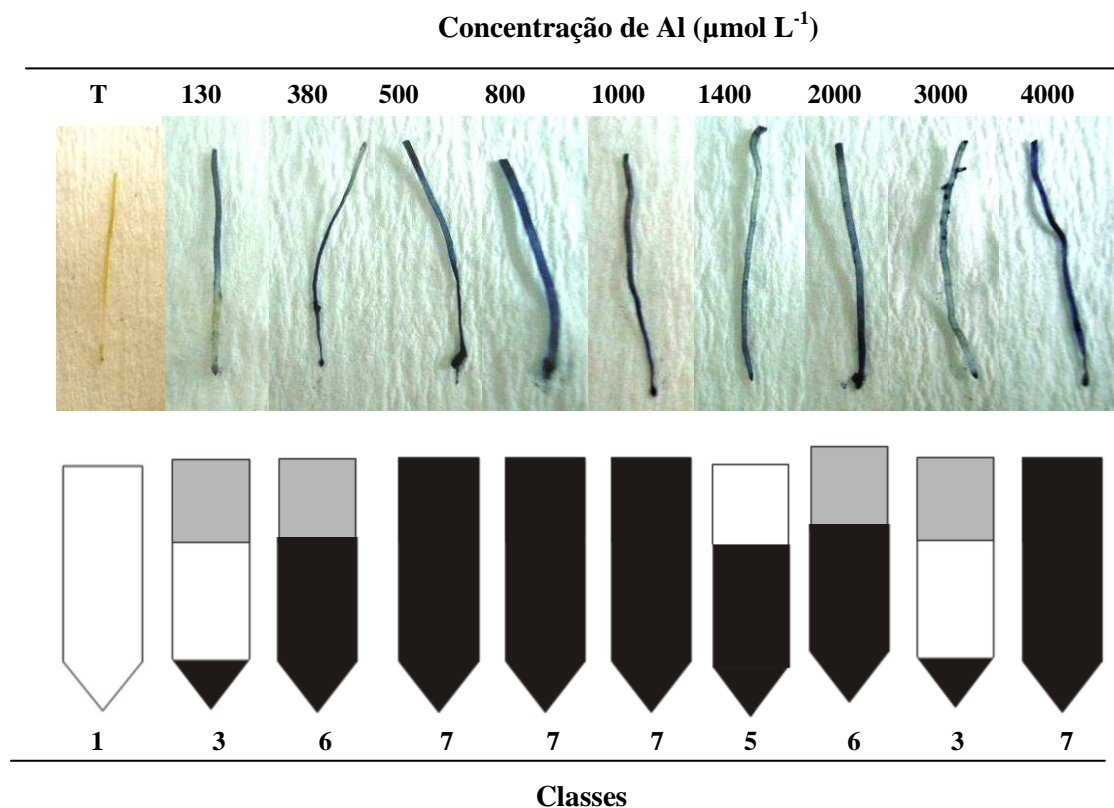 Concentração de Al (µmol L⁻¹)
T 130 380 500 800 1000 1400 2000 3000 4000
1 3 6 7 7 7 5 6 3 7
Classes